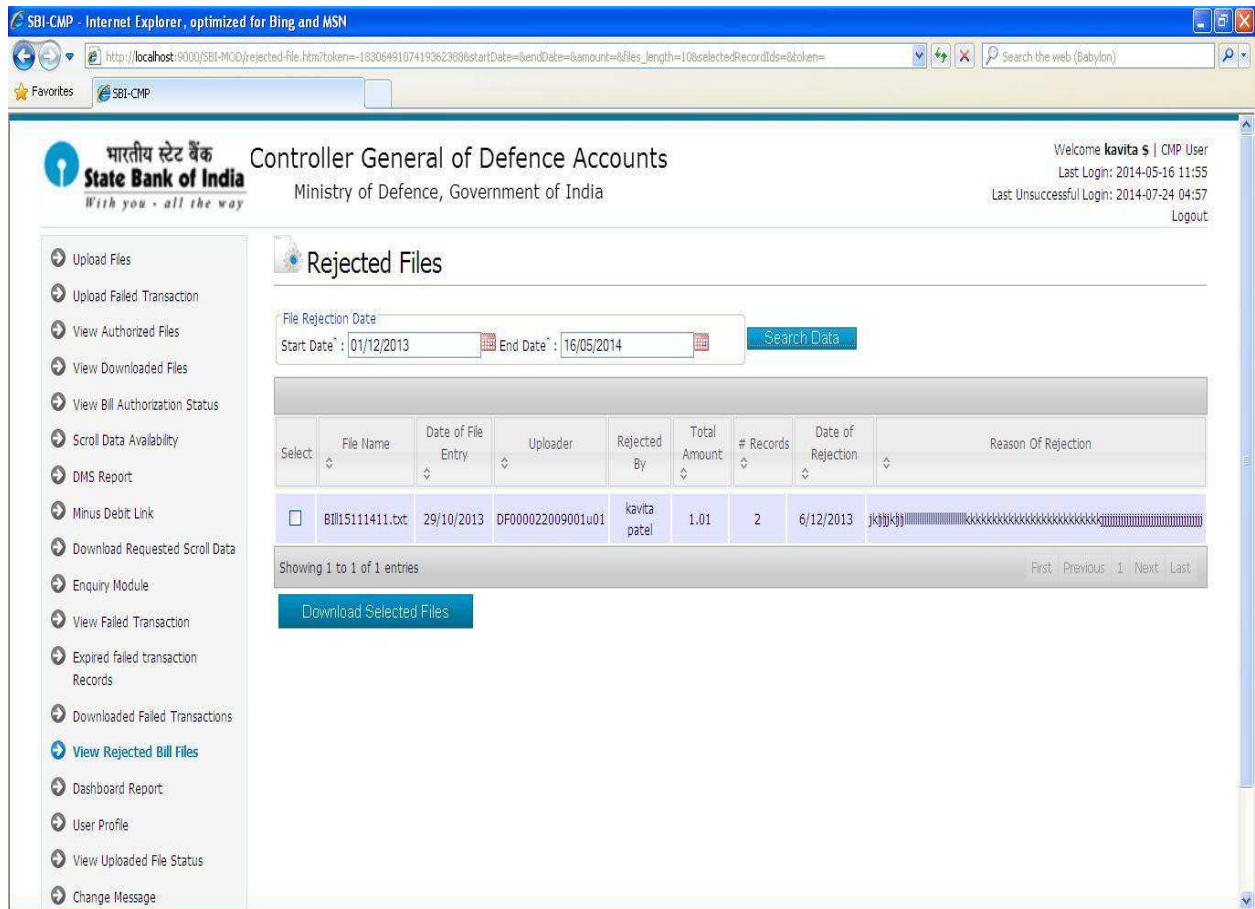 SBI-CMP - Internet Explorer, optimized for Bing and MSN
http://localhost:9000/SBI-MOD/rejected-file.htm?token=-1830649107419362388&startDate=&endDate=&amount=&files_length=10&selectedRecordIds=&token=
Search the web (Babylon)
Favorites
SBI-CMP
भारतीय स्टेट बैंक
State Bank of India
With you - all the way
Controller General of Defence Accounts
Ministry of Defence, Government of India
Welcome kavita $ | CMP User
Last Login: 2014-05-16 11:55
Last Unsuccessful Login: 2014-07-24 04:57
Logout
Upload Files
Upload Failed Transaction
View Authorized Files
View Downloaded Files
View Bill Authorization Status
Scroll Data Availability
DMS Report
Minus Debit Link
Download Requested Scroll Data
Enquiry Module
View Failed Transaction
Expired failed transaction
Records
Downloaded Failed Transactions
View Rejected Bill Files
Dashboard Report
User Profile
View Uploaded File Status
Change Message
Rejected Files
File Rejection Date
Start Date* : 01/12/2013 End Date* : 16/05/2014 Search Data
Select File Name Date of File Entry Uploader Rejected By Total Amount # Records Date of Rejection Reason Of Rejection
BIll15111411.txt 29/10/2013 DF000022009001u01 kavita patel 1.01 2 6/12/2013
Showing 1 to 1 of 1 entries First Previous 1 Next Last
Download Selected Files